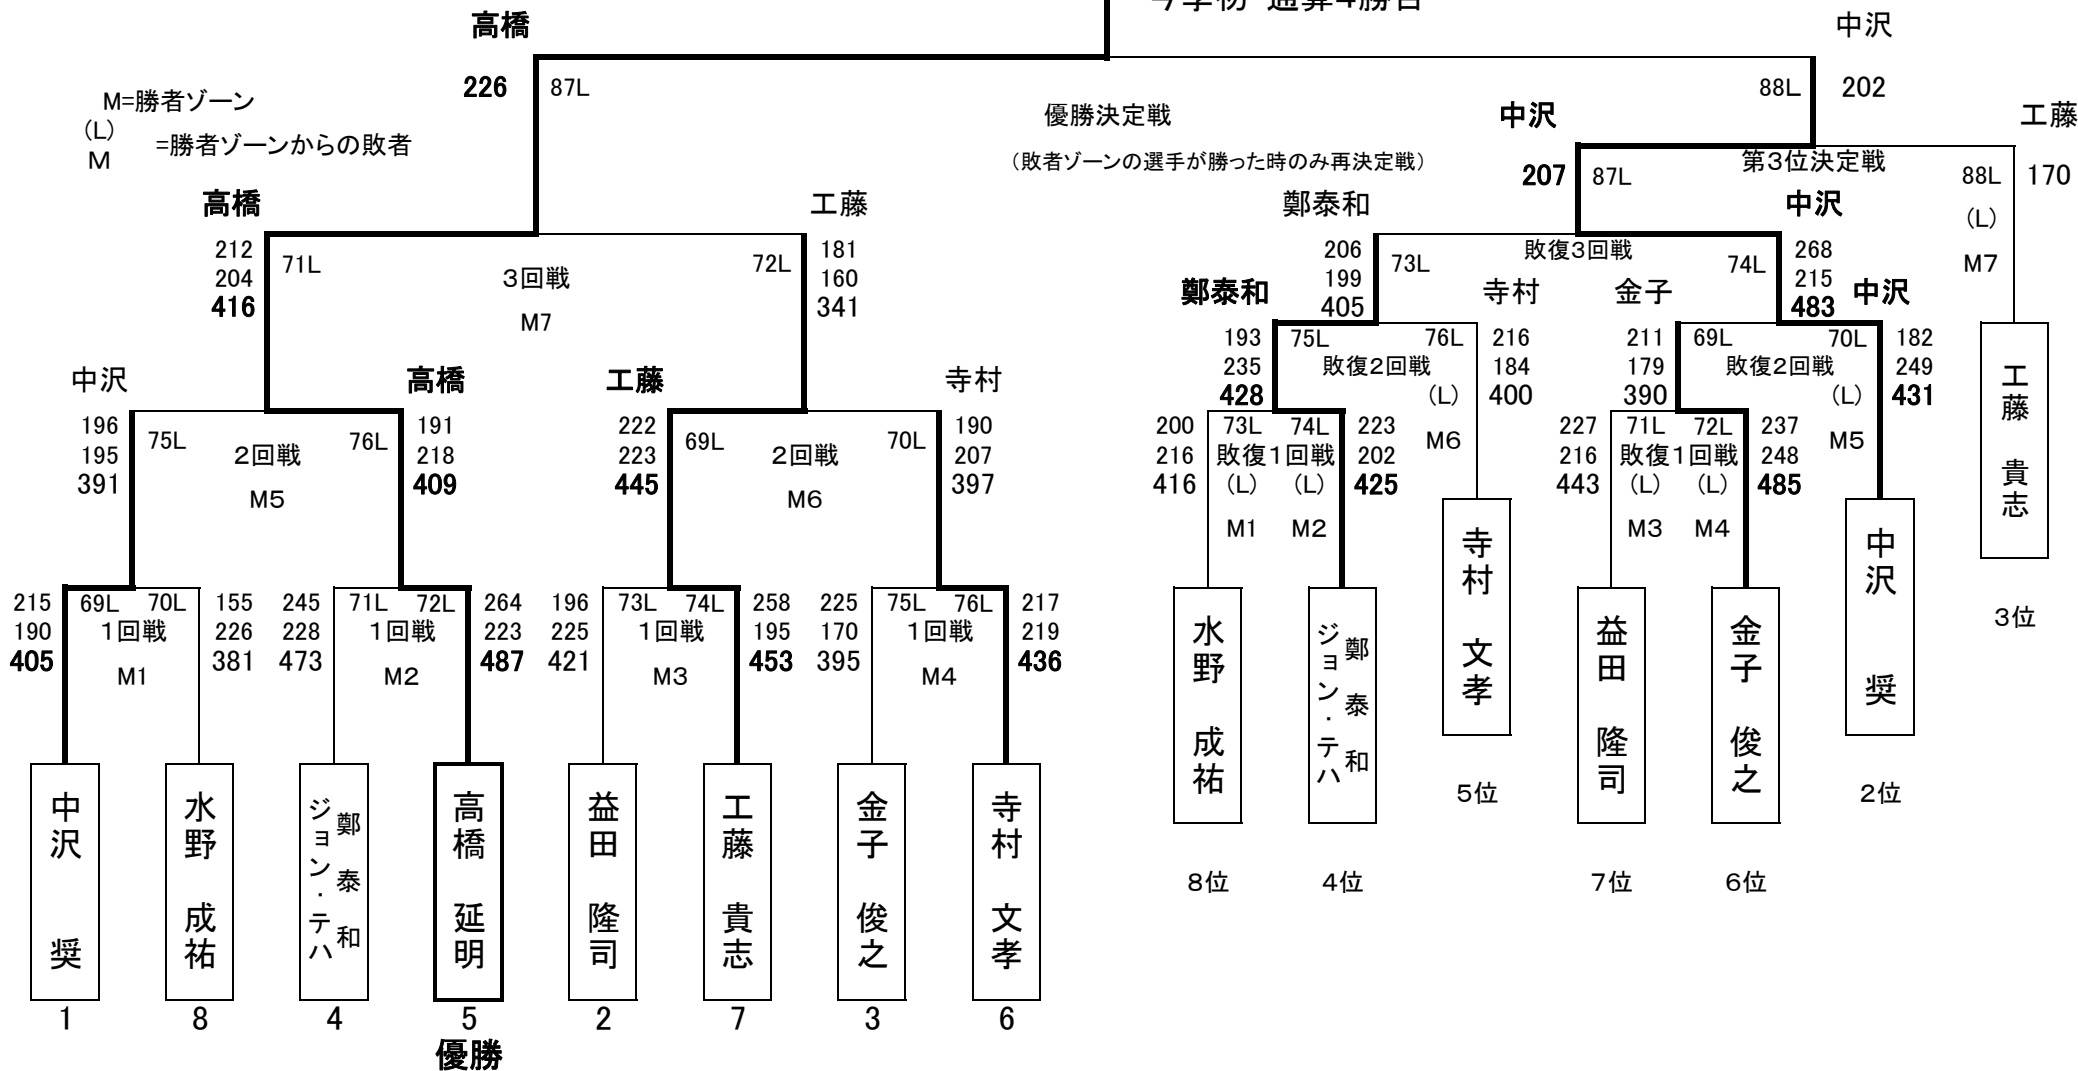 高橋
中沢
226
87L
88L
202
M=勝者ゾーン
(L)
M
=勝者ゾーンからの敗者
優勝決定戦
（敗者ゾーンの選手が勝った時のみ再決定戦）
中沢
工藤
207
87L
第3位決定戦
88L
170
(L)
M7
高橋
工藤
212
204
416
71L
3回戦
M7
72L
181
160
341
鄭泰和
中沢
206
199
405
73L
敗復3回戦
74L
268
215
483
中沢
高橋
196
195
391
75L
2回戦
M5
76L
191
218
409
工藤
寺村
222
223
445
69L
2回戦
M6
70L
190
207
397
鄭泰和
寺村
193
235
428
75L
敗復2回戦
76L
(L)
M6
216
184
400
金子
中沢
211
179
390
69L
敗復2回戦
70L
(L)
M5
182
249
431
215
190
405
69L 70L
1回戦
M1
155
226
381
245
228
473
71L 72L
1回戦
M2
264
223
487
196
225
421
73L 74L
1回戦
M3
258
195
453
225
170
395
75L 76L
1回戦
M4
217
219
436
200
216
416
73L 74L
敗復1回戦
(L) (L)
M1 M2
223
202
425
227
216
443
71L 72L
敗復1回戦
(L) (L)
M3 M4
237
248
485
中沢 奨
水野 成祐
鄭泰和
ジョン・テハ
高橋 延明
益田 隆司
工藤 貴志
金子 俊之
寺村 文孝
1 8 4 5 2 7 3 6
優勝
水野 成祐
8位
鄭泰和
ジョン・テハ
4位
寺村 文孝
5位
益田 隆司
7位
金子 俊之
6位
中沢 奨
2位
工藤 貴志
3位